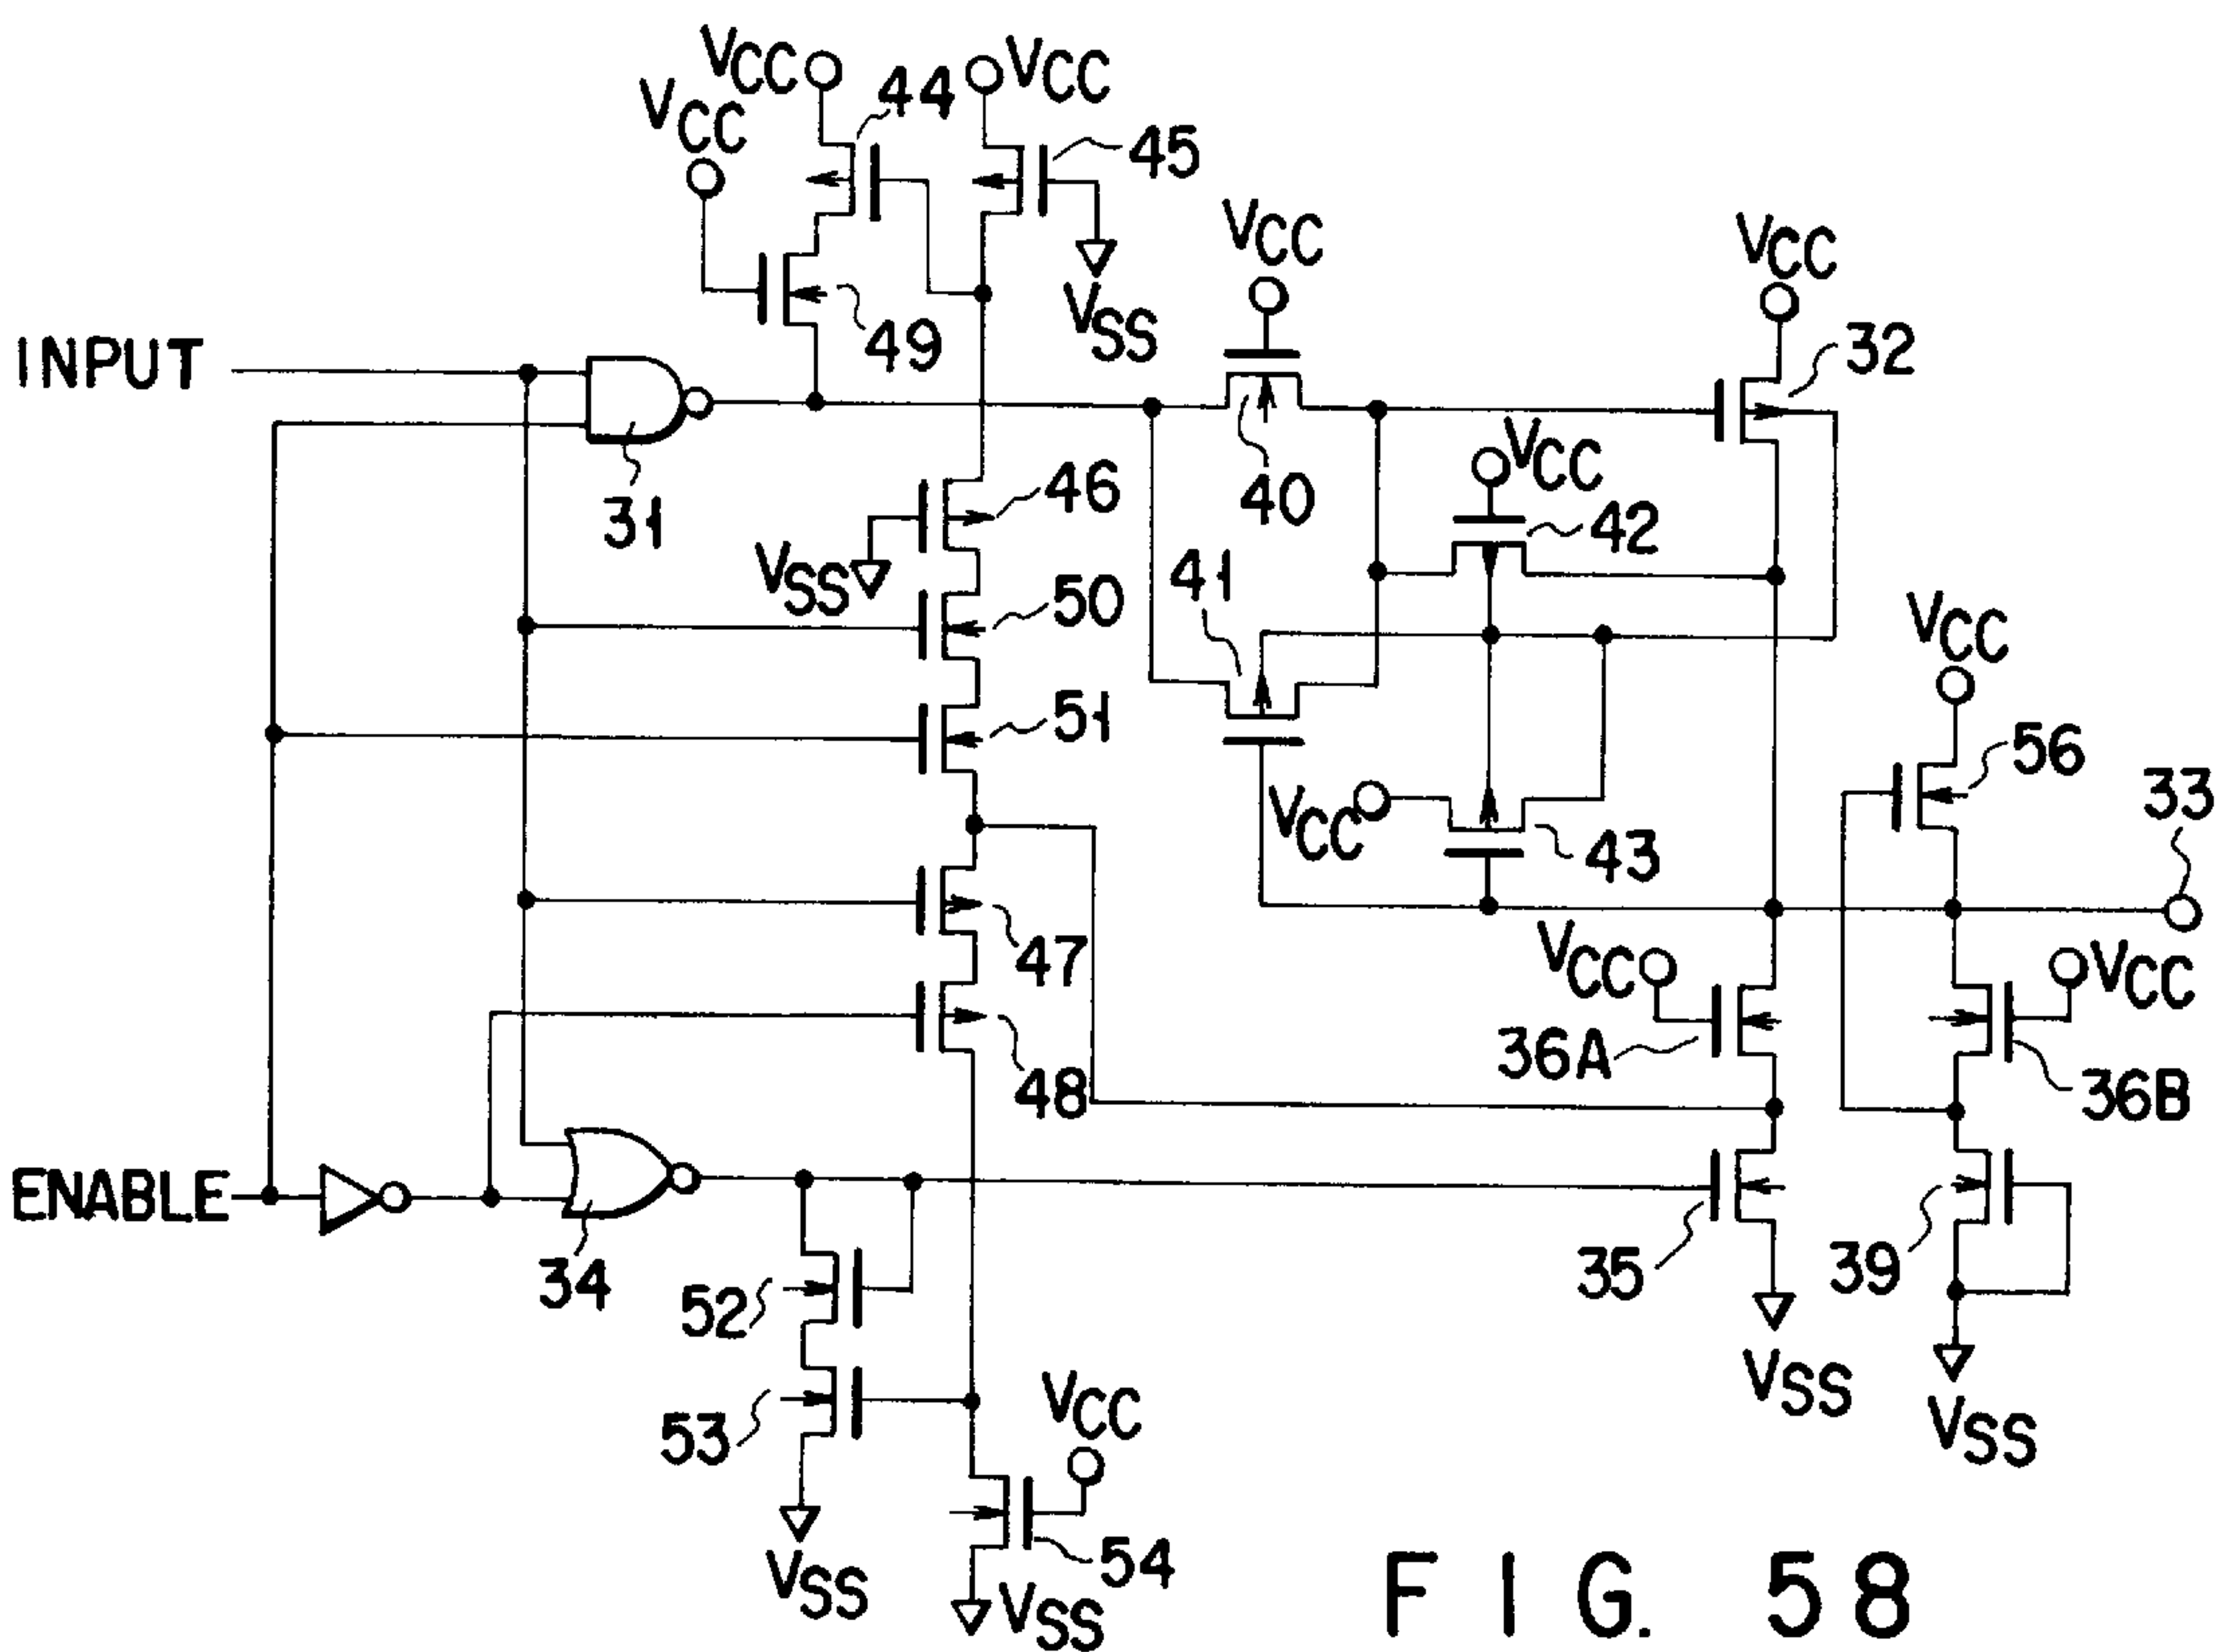 VCC
44
VCC
VCC
45
VCC
VCC
VSS
49
32
INPUT
40
VCC
46
42
31
41
VSS
50
VCC
51
56
33
VCC
43
47
VCC
VCC
36A
48
36B
ENABLE
34
52
35
39
VSS
53
VCC
VSS
VSS
54
VSS
FIG. 58